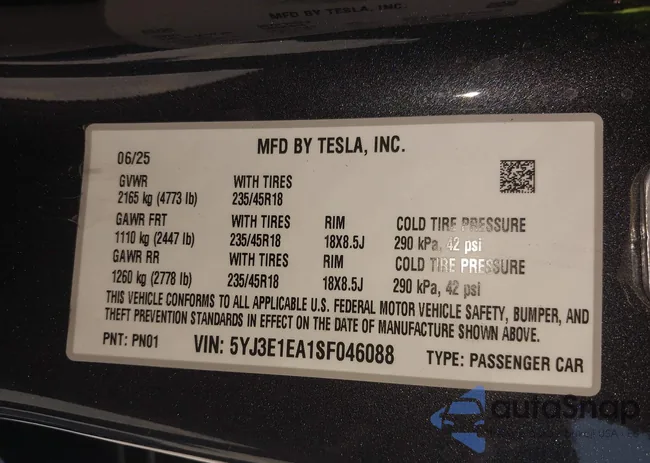 MFD BY TESLA, INC.
MFD BY TESLA, INC.
06/25
GVWR WITH TIRES
2165 kg (4773 lb) 235/45R18
GAWR FRT WITH TIRES RIM COLD TIRE PRESSURE
1110 kg (2447 lb) 235/45R18 18X8.5J 290 kPa, 42 psi
GAWR RR WITH TIRES RIM COLD TIRE PRESSURE
1260 kg (2778 lb) 235/45R18 18X8.5J 290 kPa, 42 psi
THIS VEHICLE CONFORMS TO ALL APPLICABLE U.S. FEDERAL MOTOR VEHICLE SAFETY, BUMPER, AND
THEFT PREVENTION STANDARDS IN EFFECT ON THE DATE OF MANUFACTURE SHOWN ABOVE.
PNT: PN01 VIN: 5YJ3E1EA1SF046088 TYPE: PASSENGER CAR
autoSnap